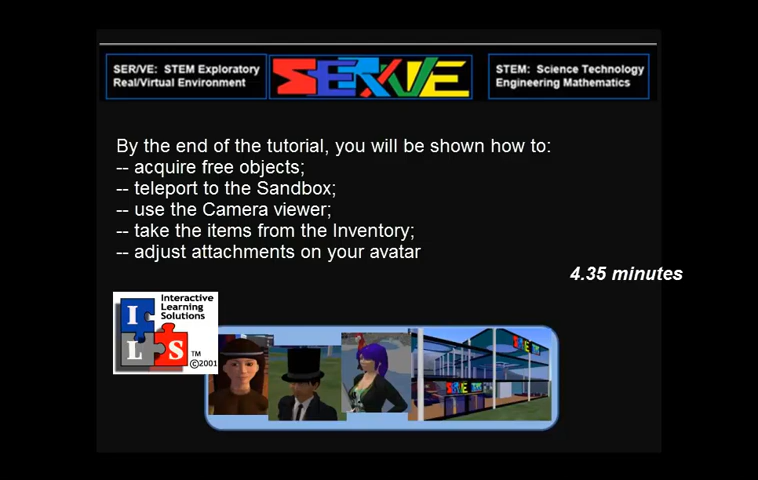 SER/VE: STEM Exploratory
Real/Virtual Environment
SERVE
STEM: Science Technology
Engineering Mathematics
By the end of the tutorial, you will be shown how to:
-- acquire free objects;
-- teleport to the Sandbox;
-- use the Camera viewer;
-- take the items from the Inventory;
-- adjust attachments on your avatar
4.35 minutes
Interactive
Learning
Solutions
I
L S
TM
©2001
SERVE
SERVE